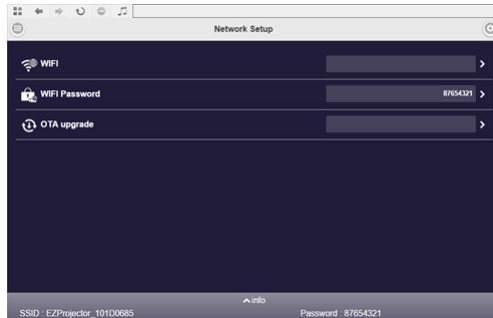 Network Setup
WIFI
WIFI Password 87654321
OTA upgrade
info
SSID : EZProjector_101D0685 Password : 87654321